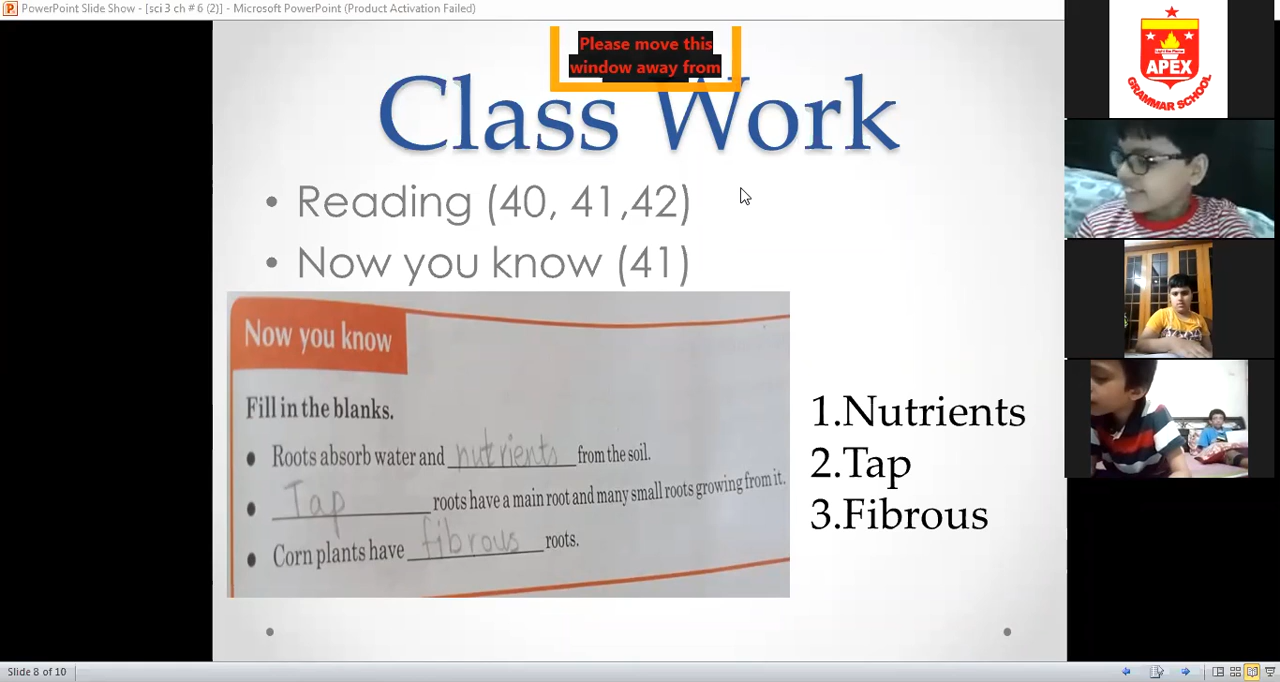 PowerPoint Slide Show - [sci 3 ch # 6 (2)] - Microsoft PowerPoint (Product Activation Failed)
Please move this
window away from
Class Work
• Reading (40, 41,42)
• Now you know (41)
Now you know
Fill in the blanks.
• Roots absorb water and nutrients from the soil.
• Tap roots have a main root and many small roots growing from it.
• Corn plants have fibrous roots.
1.Nutrients
2.Tap
3.Fibrous
APEX
GRAMMAR SCHOOL
Slide 8 of 10